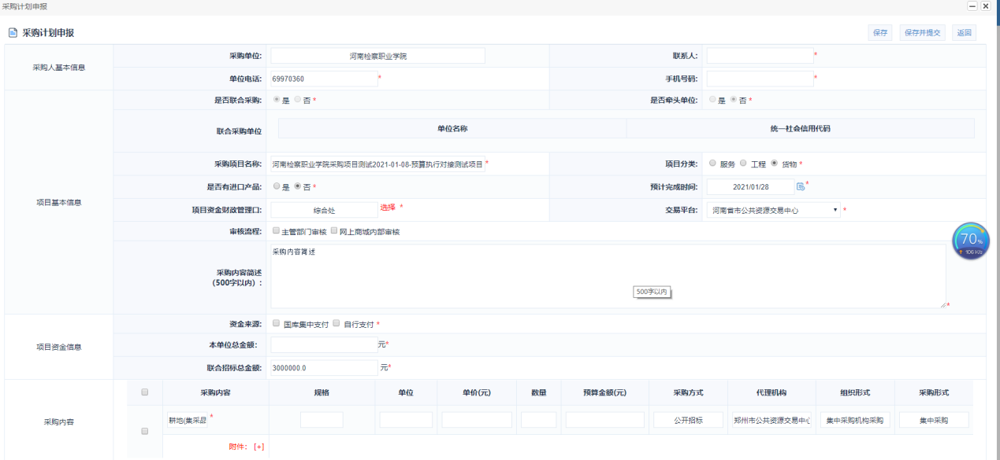 采购计划申报
采购计划申报 保存 保存并提交 返回
采购人基本信息
采购单位: 河南检察职业学院 联系人: *
单位电话: 69970360 * 手机号码: *
项目基本信息
是否联合采购: 是 否 * 是否牵头单位: 是 否 *
联合采购单位 单位名称 统一社会信用代码
采购项目名称: 河南检察职业学院采购项目测试2021-01-08-预算执行对接测试项目 * 项目分类: 服务 工程 货物 *
是否有进口产品: 是 否 * 预计完成时间: 2021/01/28 *
项目资金财政管理口: 综合处 选择 * 交易平台: 河南省市公共资源交易中心 *
审核流程: 主管部门审核 网上商城内部审核
采购内容简述
(500字以内): 采购内容简述
500字以内
*
项目资金信息
资金来源: 国库集中支付 自行支付 *
本单位总金额: 元*
联合招标总金额: 3000000.0 元*
采购内容
采购内容 规格 单位 单价(元) 数量 预算金额(元) 采购方式 代理机构 组织形式 采购形式
耕地(集采 * 公开招标 郑州市公共资源交易中心 集中采购机构采购 集中采购
附件: [+]
70%
106 K/s